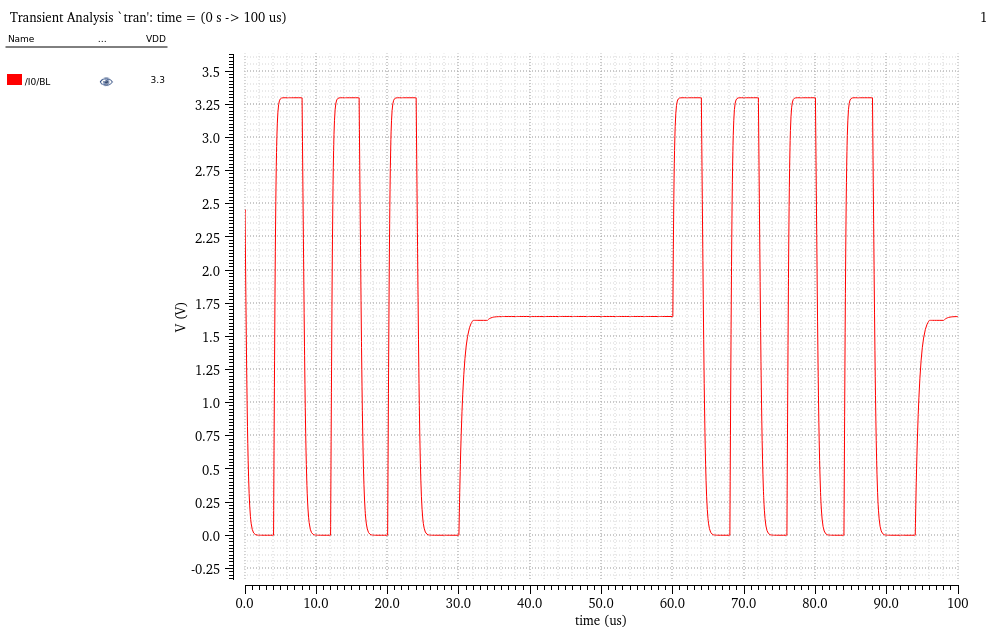 Transient Analysis `tran': time = (0 s -> 100 us)
1
Name ... VDD
/I0/BL 3.3
3.5
3.25
3.0
2.75
2.5
2.25
2.0
1.75
1.5
1.25
1.0
0.75
0.5
0.25
0.0
-0.25
V (V)
0.0 10.0 20.0 30.0 40.0 50.0 60.0 70.0 80.0 90.0 100
time (us)